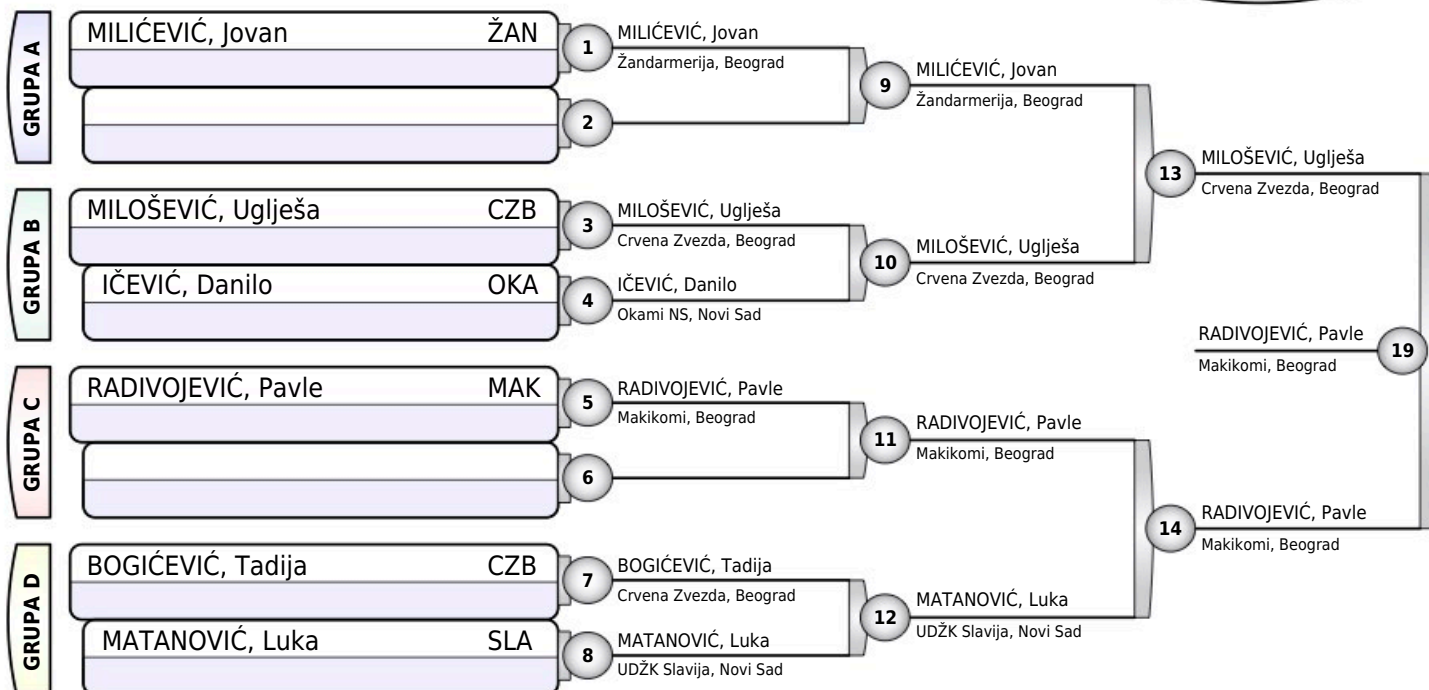 GRUPA A
MILIĆEVIĆ, Jovan ŽAN
1
MILIĆEVIĆ, Jovan
Žandarmerija, Beograd
2
9
MILIĆEVIĆ, Jovan
Žandarmerija, Beograd
GRUPA B
MILOŠEVIĆ, Uglješa CZB
3
MILOŠEVIĆ, Uglješa
Crvena Zvezda, Beograd
IČEVIĆ, Danilo OKA
4
IČEVIĆ, Danilo
Okami NS, Novi Sad
10
MILOŠEVIĆ, Uglješa
Crvena Zvezda, Beograd
13
MILOŠEVIĆ, Uglješa
Crvena Zvezda, Beograd
GRUPA C
RADIVOJEVIĆ, Pavle MAK
5
RADIVOJEVIĆ, Pavle
Makikomi, Beograd
6
11
RADIVOJEVIĆ, Pavle
Makikomi, Beograd
GRUPA D
BOGIĆEVIĆ, Tadija CZB
7
BOGIĆEVIĆ, Tadija
Crvena Zvezda, Beograd
MATANOVIĆ, Luka SLA
8
MATANOVIĆ, Luka
UDŽK Slavija, Novi Sad
12
MATANOVIĆ, Luka
UDŽK Slavija, Novi Sad
14
RADIVOJEVIĆ, Pavle
Makikomi, Beograd
RADIVOJEVIĆ, Pavle
Makikomi, Beograd
19